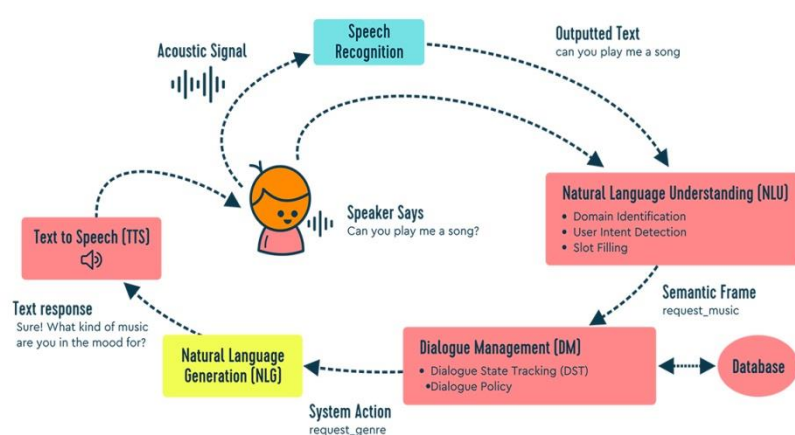 Speech
Recognition
Acoustic Signal
Outputted Text
can you play me a song
Natural Language Understanding (NLU)
• Domain Identification
• User Intent Detection
• Slot Filling
Speaker Says
Can you play me a song?
Text to Speech (TTS)
Semantic Frame
request_music
Text response
Sure! What kind of music
are you in the mood for?
Dialogue Management (DM)
• Dialogue State Tracking (DST)
•Dialogue Policy
Database
Natural Language
Generation (NLG)
System Action
request_genre